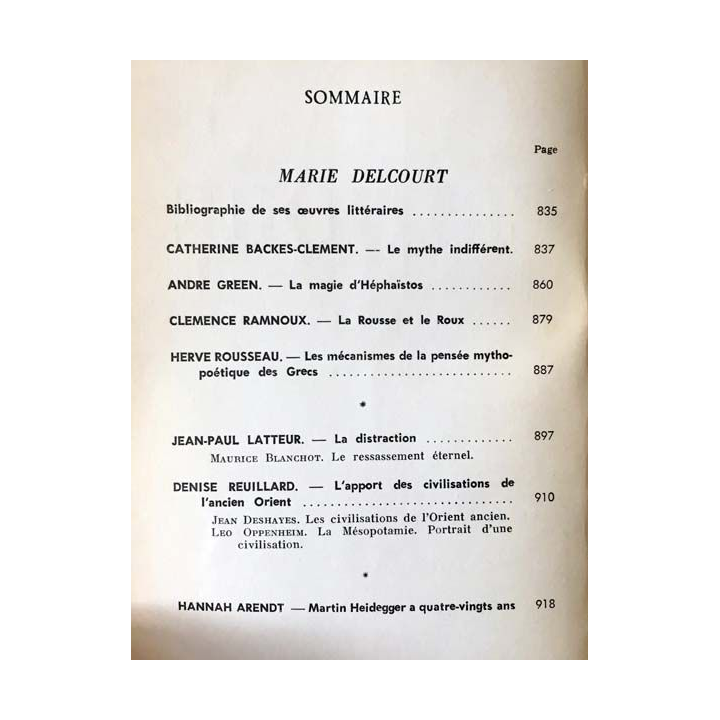 SOMMAIRE
Page
MARIE DELCOURT
Bibliographie de ses œuvres littéraires ............... 835
CATHERINE BACKES-CLEMENT. — Le mythe indifférent. 837
ANDRE GREEN. — La magie d'Héphaïstos ............ 860
CLEMENCE RAMNOUX. — La Rousse et le Roux ...... 879
HERVE ROUSSEAU. — Les mécanismes de la pensée mytho-
poétique des Grecs ........................... 887
*
JEAN-PAUL LATTEUR. — La distraction ............. 897
MAURICE BLANCHOT. Le ressassement éternel.
DENISE REUILLARD. — L'apport des civilisations de
l'ancien Orient ............................... 910
JEAN DESHAYES. Les civilisations de l'Orient ancien.
LEO OPPENHEIM. La Mésopotamie. Portrait d'une
civilisation.
*
HANNAH ARENDT — Martin Heidegger a quatre-vingts ans 918